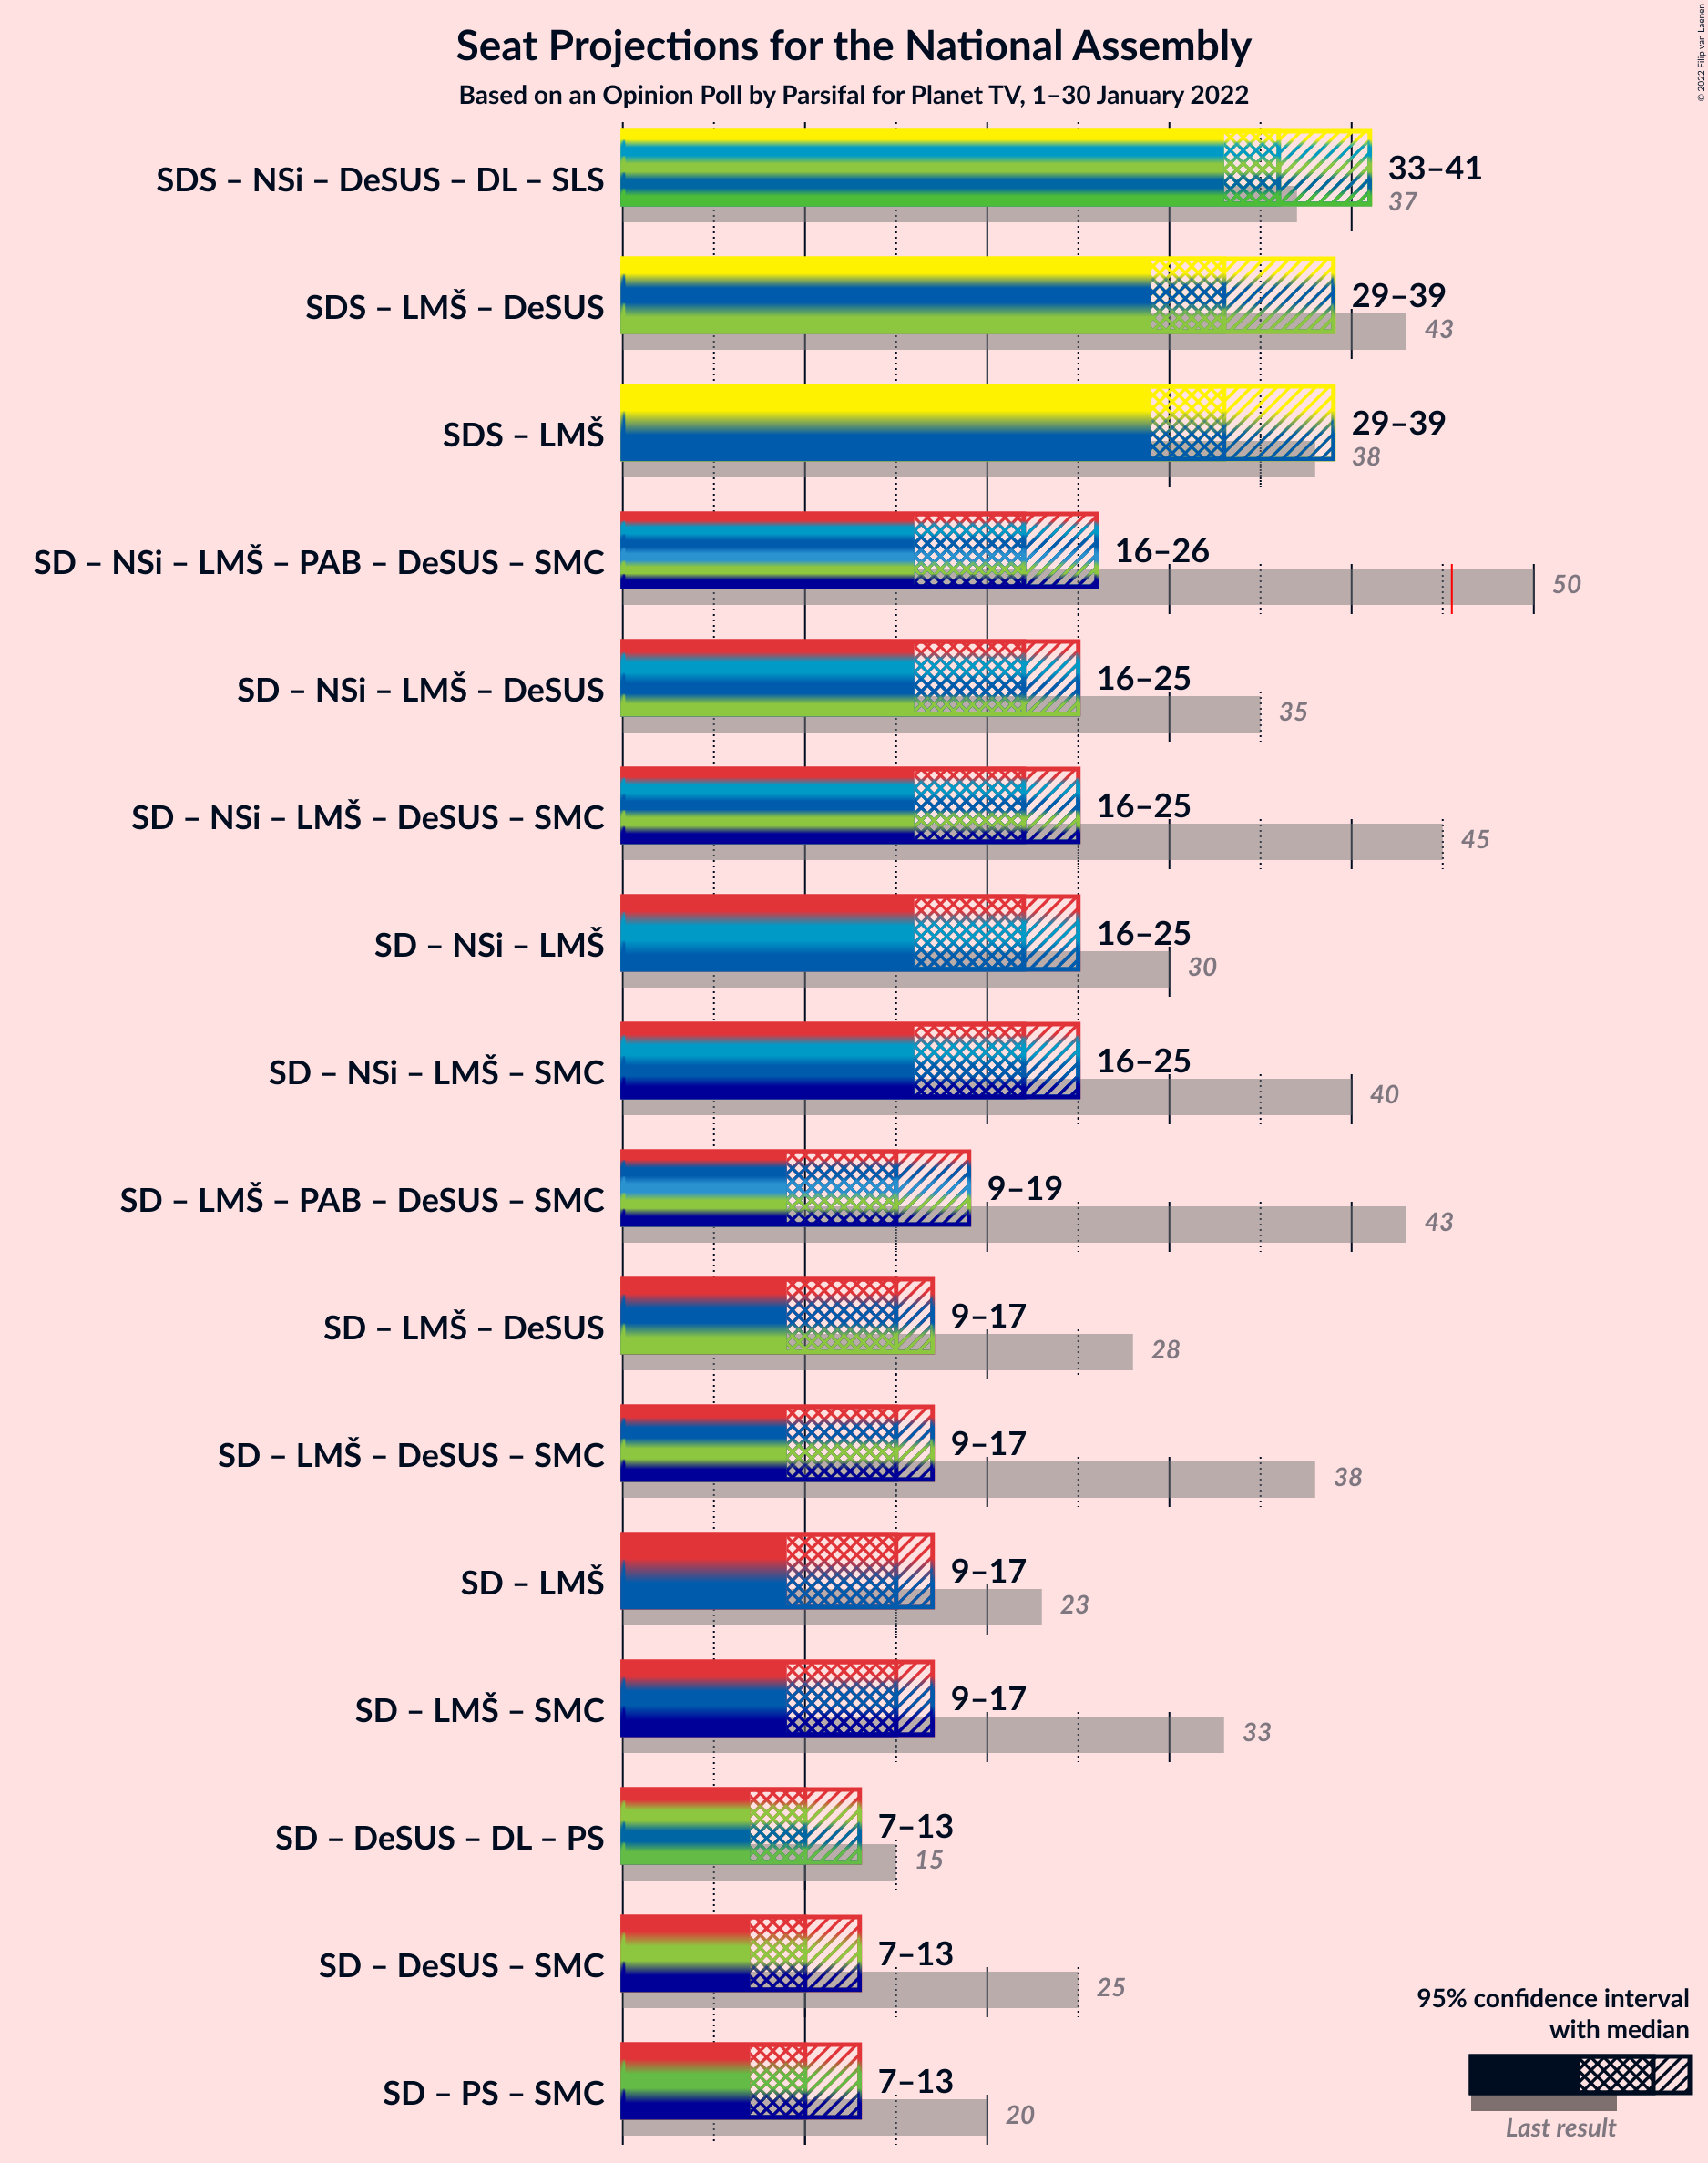 Seat Projections for the National Assembly
Based on an Opinion Poll by Parsifal for Planet TV, 1–30 January 2022
© 2022 Filip van Laenen
SDS – NSi – DeSUS – DL – SLS
33–41
37
SDS – LMŠ – DeSUS
29–39
43
SDS – LMŠ
29–39
38
SD – NSi – LMŠ – PAB – DeSUS – SMC
16–26
50
SD – NSi – LMŠ – DeSUS
16–25
35
SD – NSi – LMŠ – DeSUS – SMC
16–25
45
SD – NSi – LMŠ
16–25
30
SD – NSi – LMŠ – SMC
16–25
40
SD – LMŠ – PAB – DeSUS – SMC
9–19
43
SD – LMŠ – DeSUS
9–17
28
SD – LMŠ – DeSUS – SMC
9–17
38
SD – LMŠ
9–17
23
SD – LMŠ – SMC
9–17
33
SD – DeSUS – DL – PS
7–13
15
SD – DeSUS – SMC
7–13
25
SD – PS – SMC
7–13
20
95% confidence interval
with median
Last result